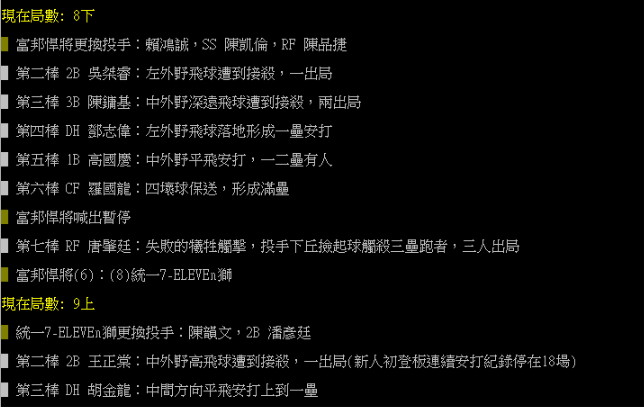 現在局數: 8下
富邦悍將更換投手：賴鴻誠，SS 陳凱倫，RF 陳品捷
第二棒 2B 吳桀睿：左外野飛球遭到接殺，一出局
第三棒 3B 陳鏞基：中外野深遠飛球遭到接殺，兩出局
第四棒 DH 鄧志偉：左外野飛球落地形成一壘安打
第五棒 1B 高國慶：中外野平飛安打，一二壘有人
第六棒 CF 羅國龍：四壞球保送，形成滿壘
富邦悍將喊出暫停
第七棒 RF 唐肇廷：失敗的犧牲觸擊，投手下丘撿起球觸殺三壘跑者，三人出局
富邦悍將(6)：(8)統一7-ELEVEn獅
現在局數: 9上
統一7-ELEVEn獅更換投手：陳韻文，2B 潘彥廷
第二棒 2B 王正棠：中外野高飛球遭到接殺，一出局(新人初登板連續安打紀錄停在18場)
第三棒 DH 胡金龍：中間方向平飛安打上到一壘